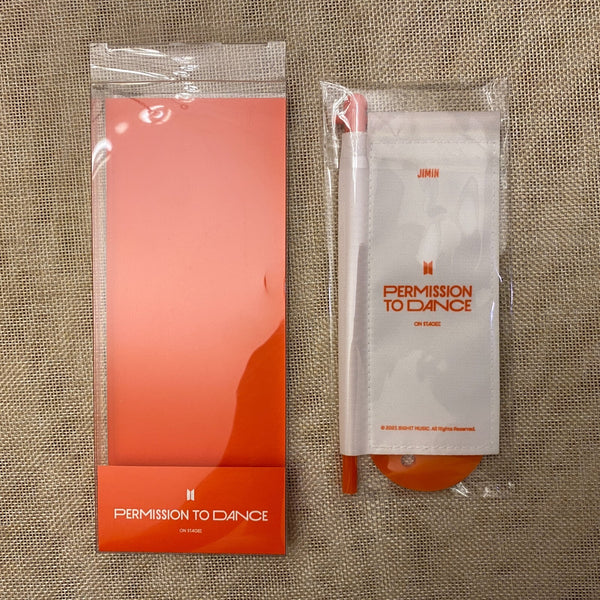 PERMISSION TO DANCE
ON STAGE
JIMIN
PERMISSION
TO DANCE
ON STAGE
© 2021 BIGHIT MUSIC. All Rights Reserved.